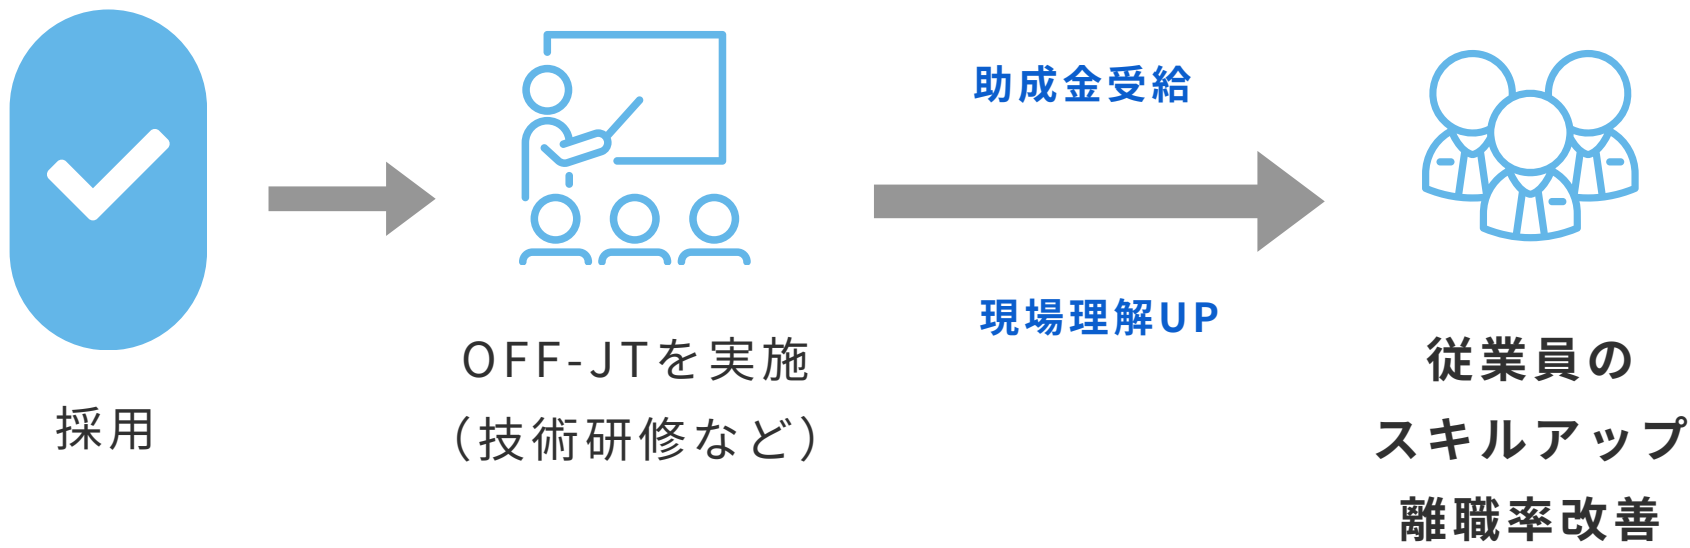 採用
OFF-JTを実施
（技術研修など）
助成金受給
現場理解UP
従業員の
スキルアップ
離職率改善